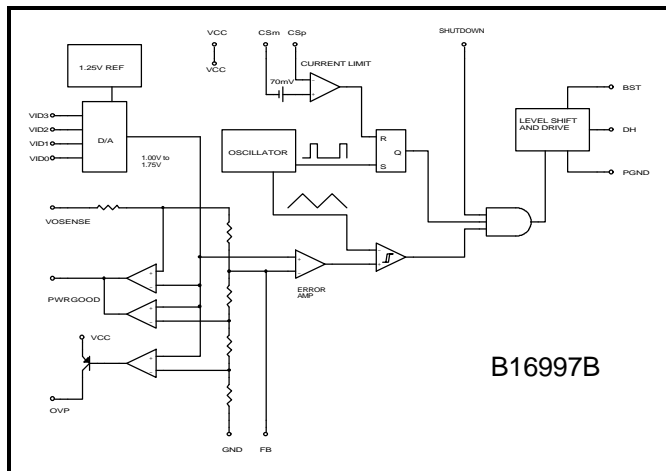 VCC
CSm
CSp
SHUTDOWN
1.25V REF
VCC
CURRENT LIMIT
70mV
-
+
BST
VID3
VID2
VID1
VID0
D/A
1.00V to
1.75V
OSCILLATOR
R
Q
S
LEVEL SHIFT
AND DRIVE
DH
PGND
VOSENSE
+
-
+
-
-
+
ERROR
AMP
PWRGOOD
+
-
VCC
+
-
OVP
GND
FB
B16997B